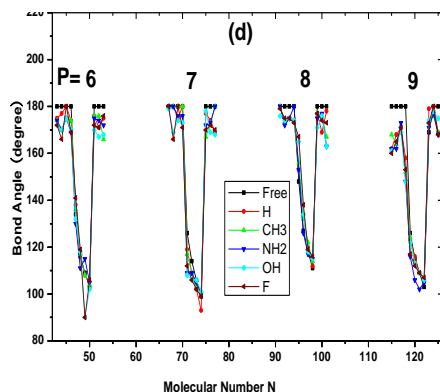 220
(d)
P= 6
7
8
9
200
180
160
140
120
100
80
Bond Angle (degree)
Free
H
CH3
NH2
OH
F
50 60 70 80 90 100 110 120
Molecular Number N